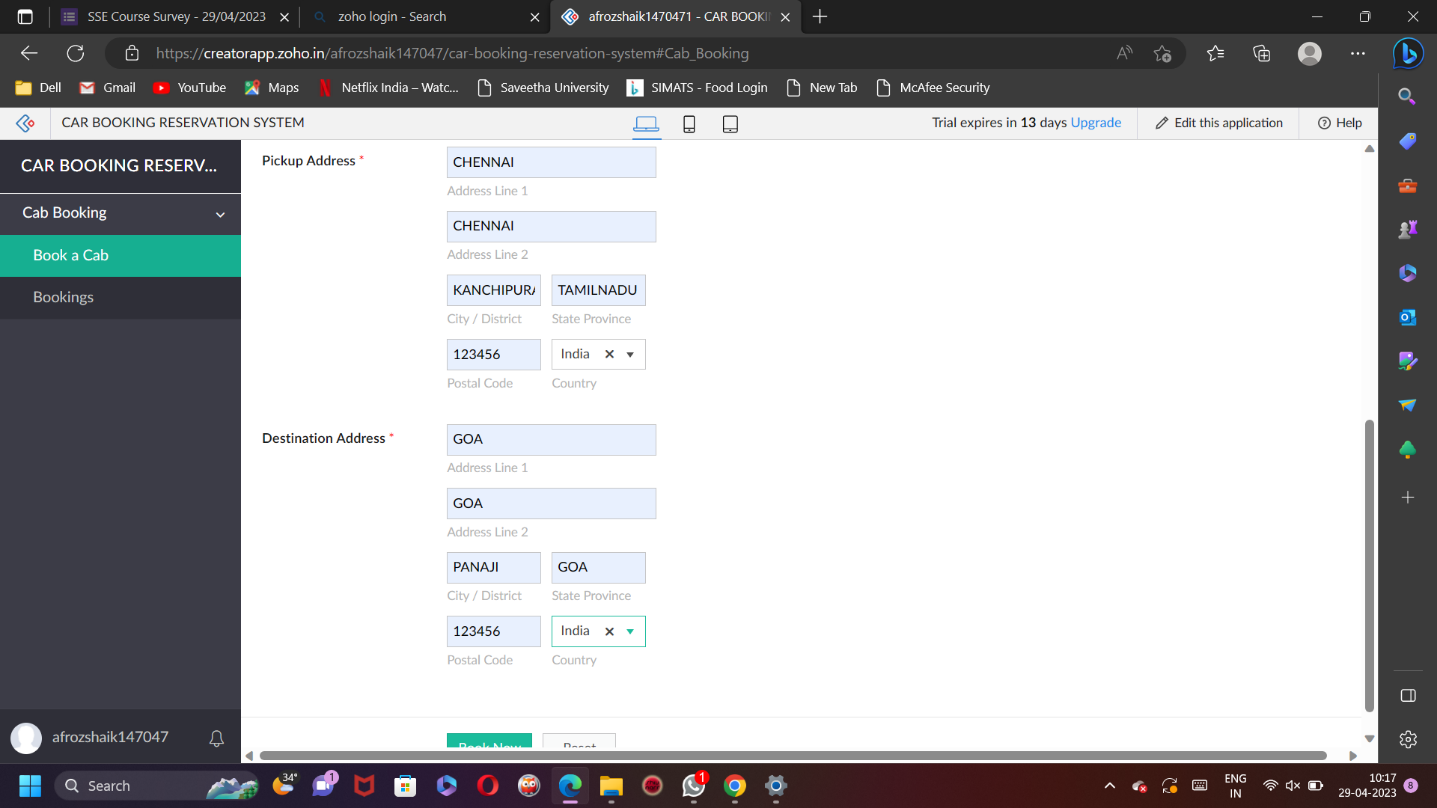 SSE Course Survey - 29/04/2023
zoho login - Search
afrozshaik1470471 - CAR BOOKI
https://creatorapp.zoho.in/afrozshaik147047/car-booking-reservation-system#Cab_Booking
Dell Gmail YouTube Maps Netflix India – Watc... Saveetha University SIMATS - Food Login New Tab McAfee Security
CAR BOOKING RESERVATION SYSTEM
Trial expires in 13 days Upgrade
Edit this application
Help
CAR BOOKING RESERV...
Cab Booking
Book a Cab
Bookings
Pickup Address *
CHENNAI
Address Line 1
CHENNAI
Address Line 2
KANCHIPURA TAMILNADU
City / District State Province
123456 India
Postal Code Country
Destination Address *
GOA
Address Line 1
GOA
Address Line 2
PANAJI GOA
City / District State Province
123456 India
Postal Code Country
Book Now Reset
afrozshaik147047
Search
34°
1
1
ENG
IN
10:17
29-04-2023
8